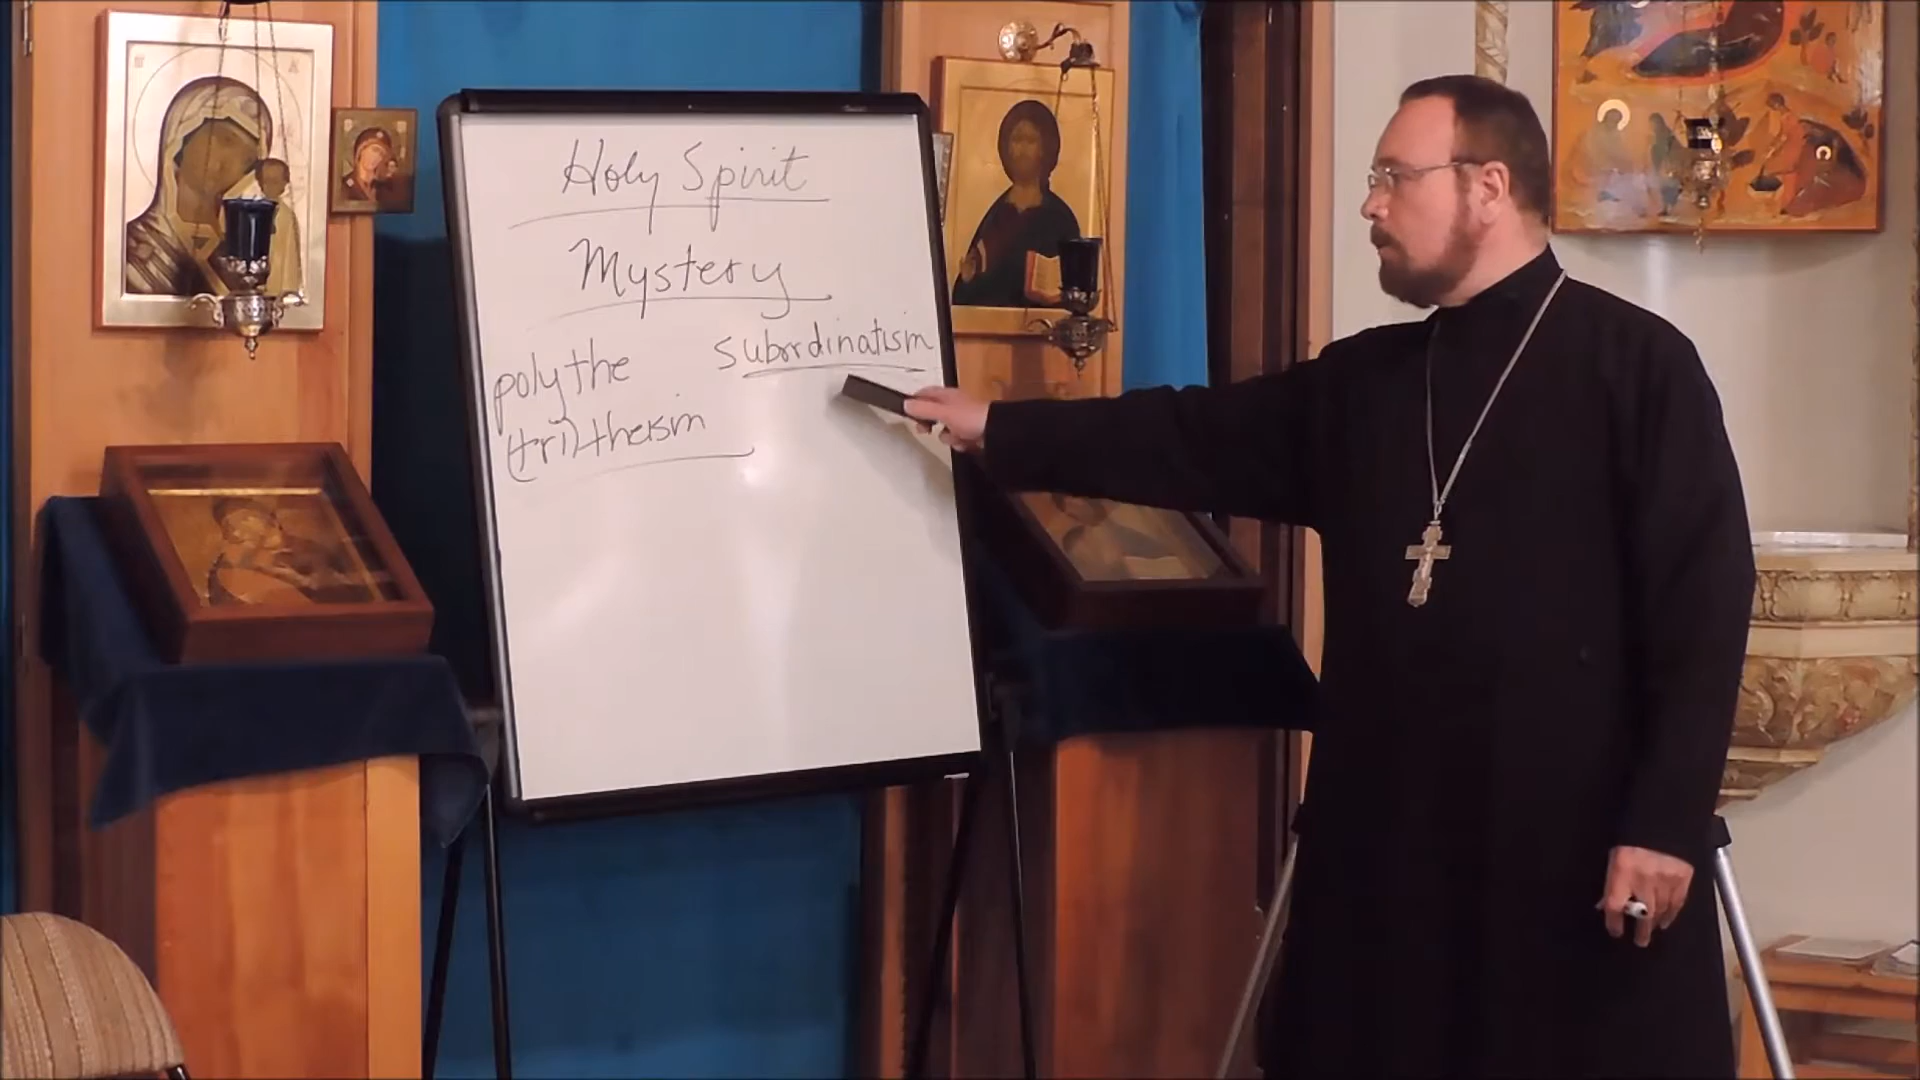 Holy Spirit
Mystery
polythe
subordinatism
(tri)theism